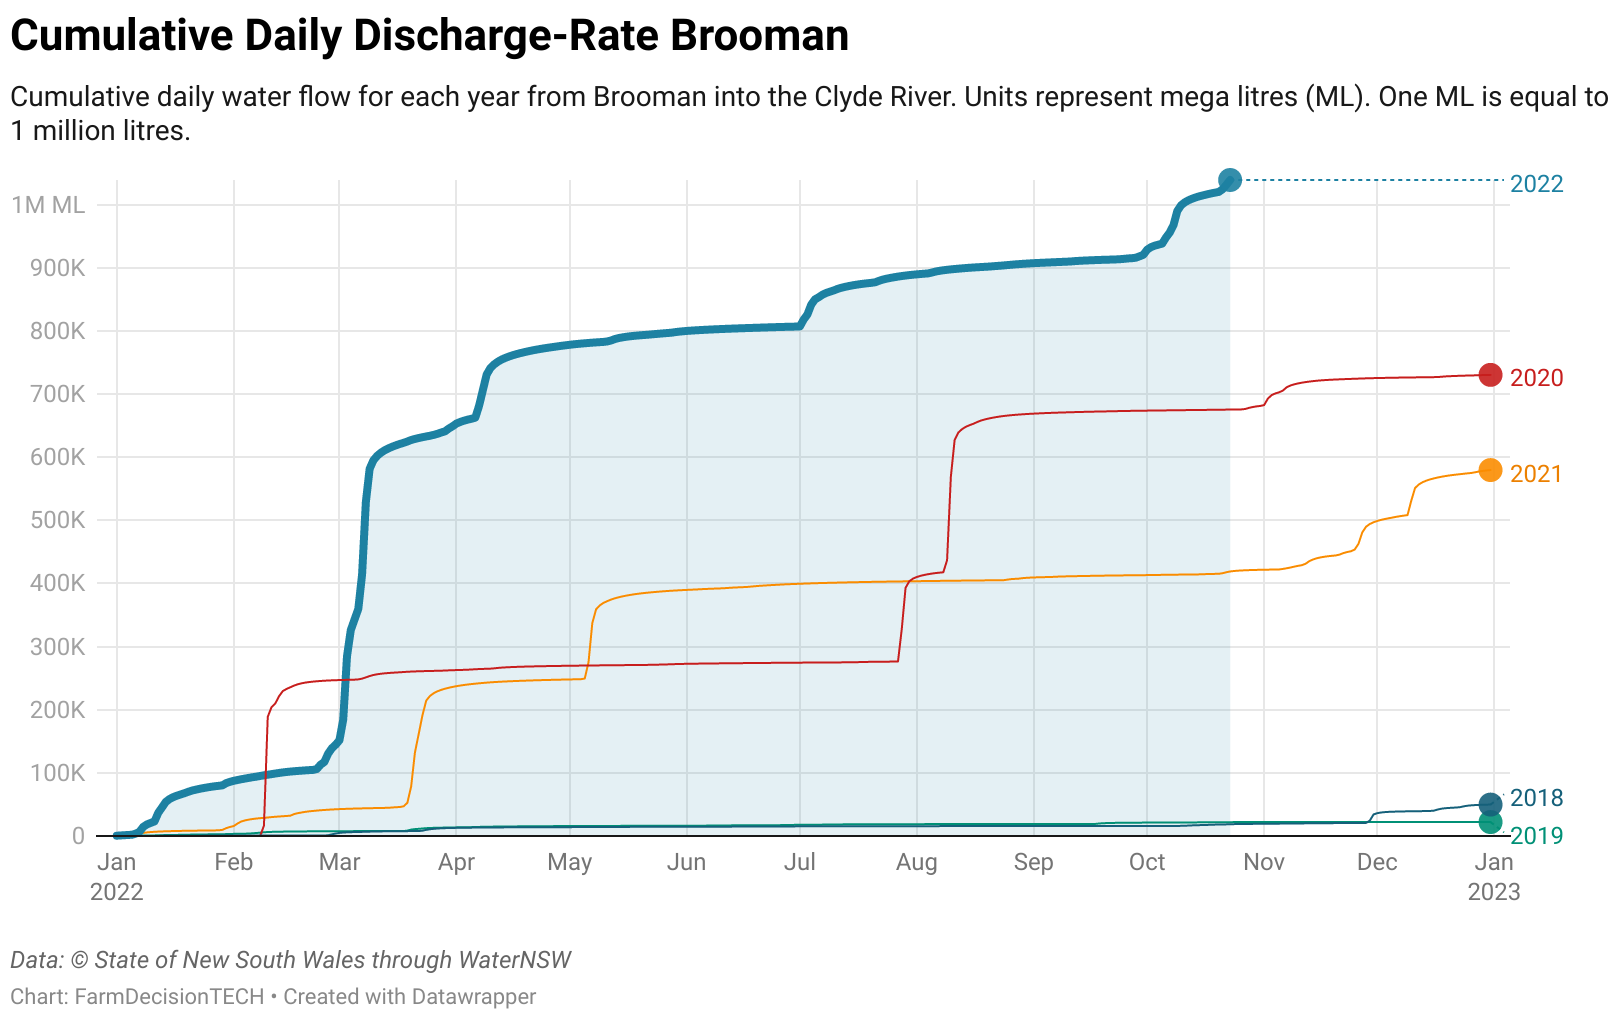 Cumulative Daily Discharge-Rate Brooman
Cumulative daily water flow for each year from Brooman into the Clyde River. Units represent mega litres (ML). One ML is equal to
1 million litres.
1M ML
900K
800K
700K
600K
500K
400K
300K
200K
100K
0
2022
2020
2021
2018
2019
Jan Feb Mar Apr May Jun Jul Aug Sep Oct Nov Dec Jan
2022 2023
Data: © State of New South Wales through WaterNSW
Chart: FarmDecisionTECH • Created with Datawrapper